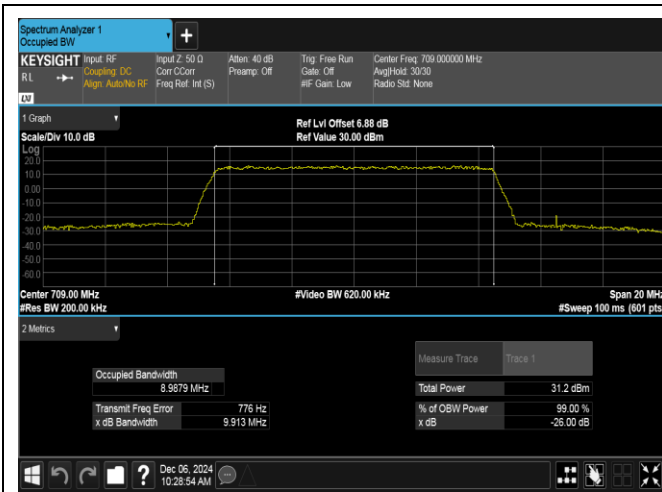 Spectrum Analyzer 1
Occupied BW
+
KEYSIGHT
RL
LXI
Input: RF
Coupling: DC
Align: Auto/No RF
Input Z: 50 Ω
Corr CCorr
Freq Ref: Int (S)
Atten: 40 dB
Preamp: Off
Trig: Free Run
Gate: Off
#IF Gain: Low
Center Freq: 709.000000 MHz
Avg|Hold: 30/30
Radio Std: None
1 Graph
Scale/Div 10.0 dB
Ref Lvl Offset 6.88 dB
Ref Value 30.00 dBm
Log
20.0
10.0
0.00
-10.0
-20.0
-30.0
-40.0
-50.0
-60.0
Center 709.00 MHz
#Video BW 620.00 kHz
Span 20 MHz
#Res BW 200.00 kHz
#Sweep 100 ms (601 pts
2 Metrics
Measure Trace
Trace 1
Occupied Bandwidth
8.9879 MHz
Total Power
31.2 dBm
Transmit Freq Error
776 Hz
% of OBW Power
99.00 %
x dB Bandwidth
9.913 MHz
x dB
-26.00 dB
?
Dec 06, 2024
10:28:54 AM